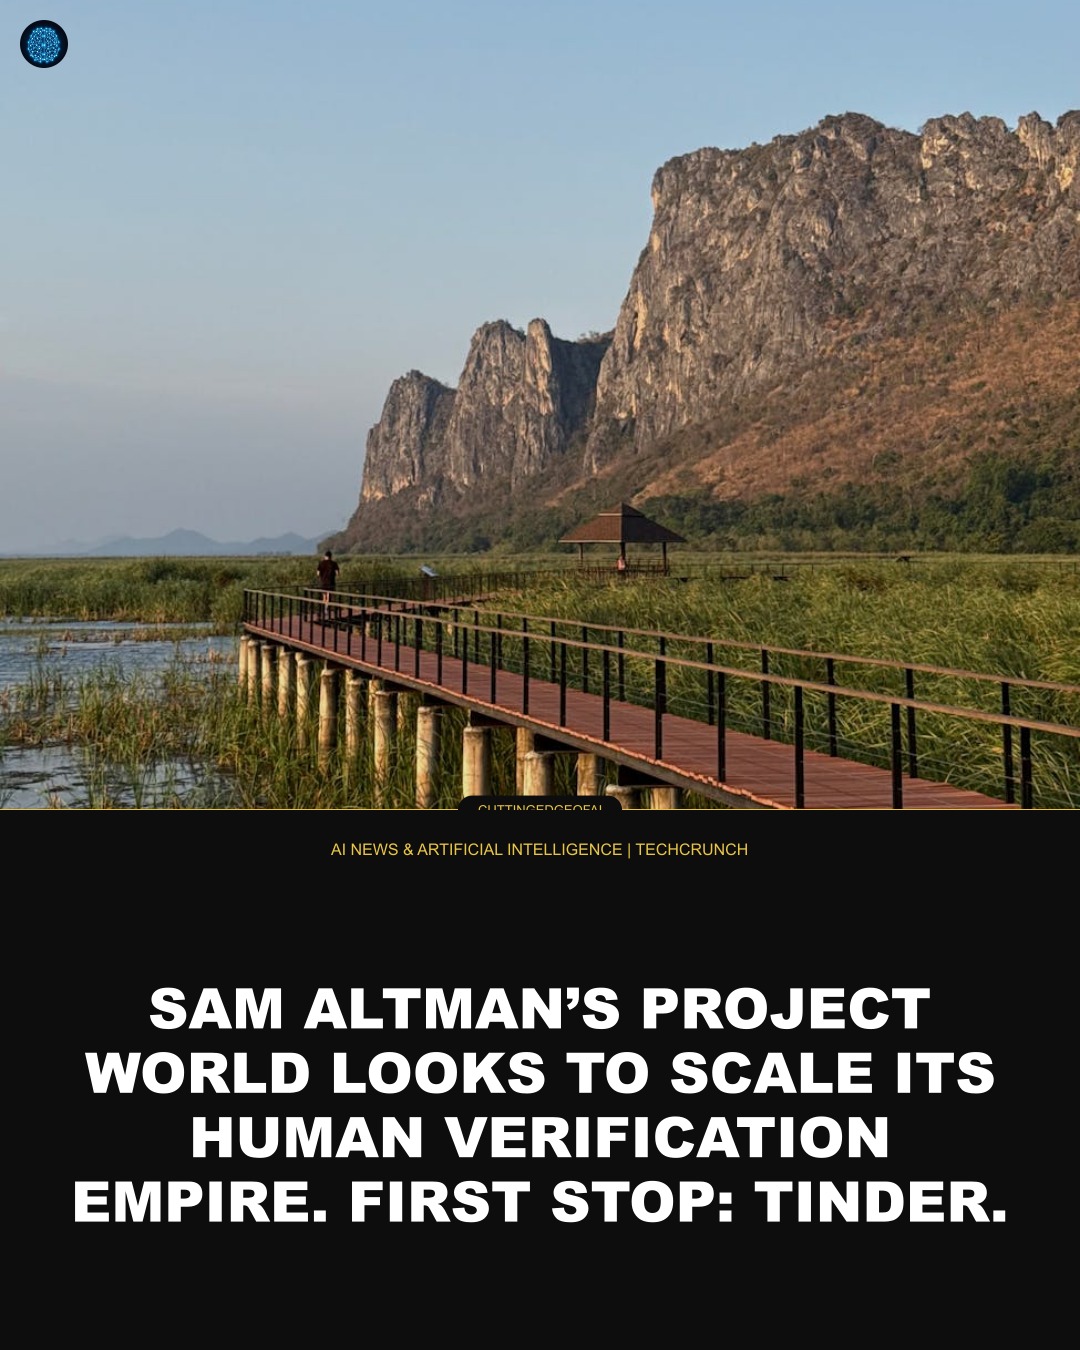 CUTTINGEDGEOFAI
AI NEWS & ARTIFICIAL INTELLIGENCE | TECHCRUNCH
SAM ALTMAN’S PROJECT
WORLD LOOKS TO SCALE ITS
HUMAN VERIFICATION
EMPIRE. FIRST STOP: TINDER.